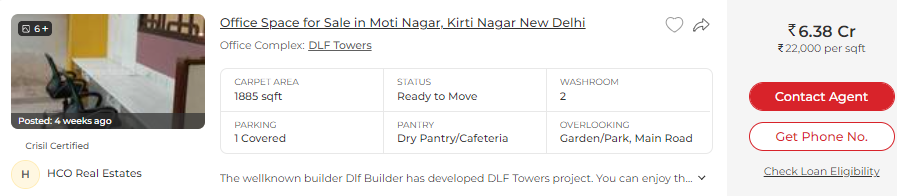 6+
Posted: 4 weeks ago
Crisil Certified
H
HCO Real Estates
Office Space for Sale in Moti Nagar, Kirti Nagar New Delhi
Office Complex: DLF Towers
CARPET AREA
1885 sqft
STATUS
Ready to Move
WASHROOM
2
PARKING
1 Covered
PANTRY
Dry Pantry/Cafeteria
OVERLOOKING
Garden/Park, Main Road
The wellknown builder Dlf Builder has developed DLF Towers project. You can enjoy th...
₹6.38 Cr
₹22,000 per sqft
Contact Agent
Get Phone No.
Check Loan Eligibility